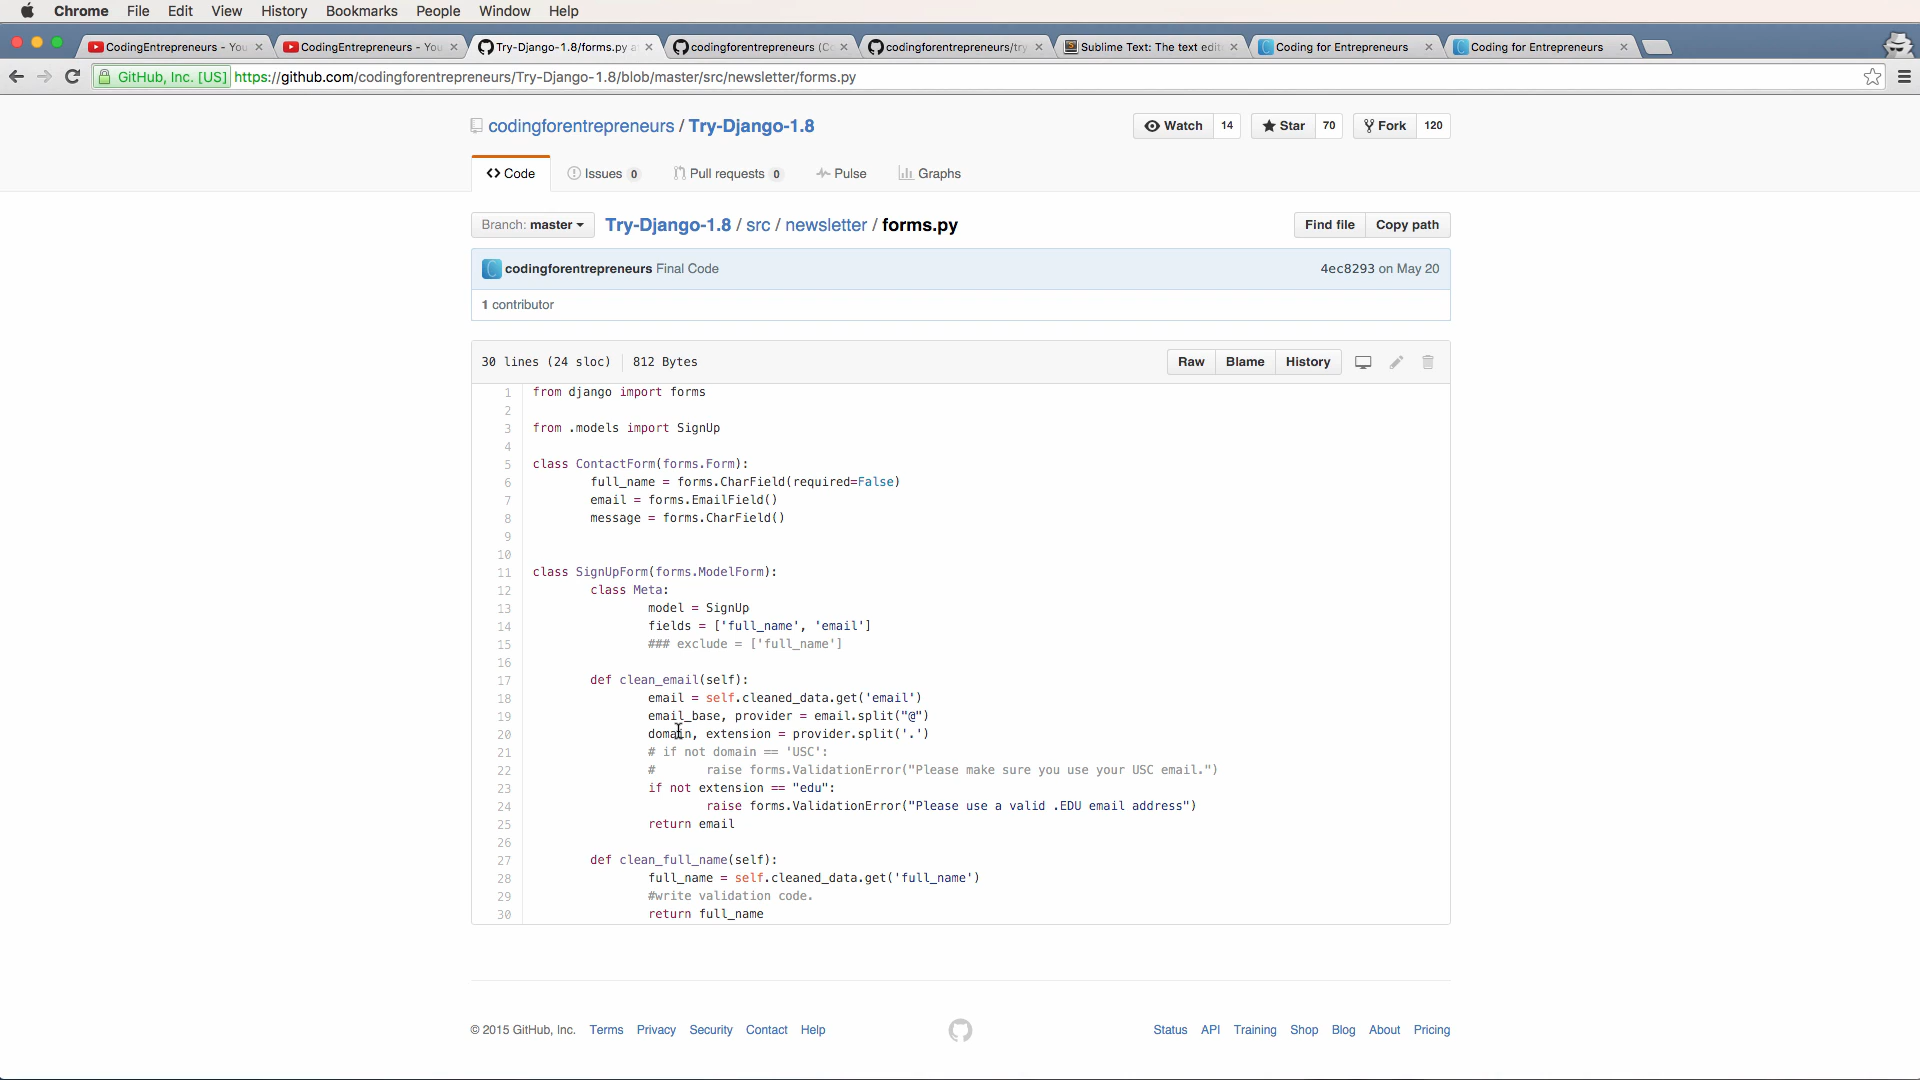 Chrome File Edit View History Bookmarks People Window Help
CodingEntrepreneurs - You
CodingEntrepreneurs - You
Try-Django-1.8/forms.py a
codingforentrepreneurs (C
codingforentrepreneurs/try
Sublime Text: The text edit
Coding for Entrepreneurs
Coding for Entrepreneurs
GitHub, Inc. [US] https://github.com/codingforentrepreneurs/Try-Django-1.8/blob/master/src/newsletter/forms.py
codingforentrepreneurs / Try-Django-1.8
Watch 14 Star 70 Fork 120
Code Issues 0 Pull requests 0 Pulse Graphs
Branch: master Try-Django-1.8 / src / newsletter / forms.py Find file Copy path
codingforentrepreneurs Final Code 4ec8293 on May 20
1 contributor
30 lines (24 sloc) 812 Bytes Raw Blame History
1 from django import forms
2
3 from .models import SignUp
4
5 class ContactForm(forms.Form):
6 full_name = forms.CharField(required=False)
7 email = forms.EmailField()
8 message = forms.CharField()
9
10
11 class SignUpForm(forms.ModelForm):
12 class Meta:
13 model = SignUp
14 fields = ['full_name', 'email']
15 ### exclude = ['full_name']
16
17 def clean_email(self):
18 email = self.cleaned_data.get('email')
19 email_base, provider = email.split("@")
20 domain, extension = provider.split('.')
21 # if not domain == 'USC':
22 # raise forms.ValidationError("Please make sure you use your USC email.")
23 if not extension == "edu":
24 raise forms.ValidationError("Please use a valid .EDU email address")
25 return email
26
27 def clean_full_name(self):
28 full_name = self.cleaned_data.get('full_name')
29 #write validation code.
30 return full_name
© 2015 GitHub, Inc. Terms Privacy Security Contact Help
Status API Training Shop Blog About Pricing